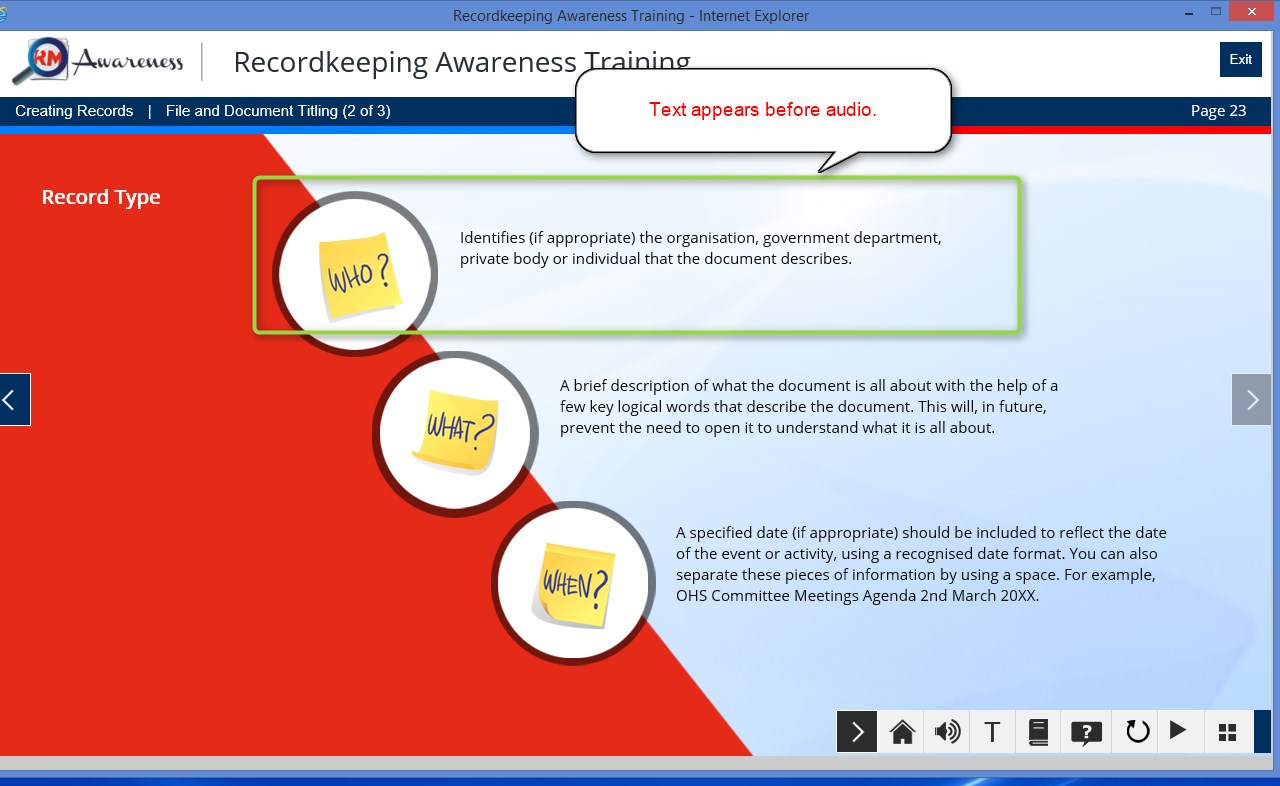 Recordkeeping Awareness Training - Internet Explorer
RM Awareness
Recordkeeping Awareness Training
Exit
Creating Records | File and Document Titling (2 of 3)
Page 23
Text appears before audio.
Record Type
WHO?
Identifies (if appropriate) the organisation, government department,
private body or individual that the document describes.
WHAT?
A brief description of what the document is all about with the help of a
few key logical words that describe the document. This will, in future,
prevent the need to open it to understand what it is all about.
WHEN?
A specified date (if appropriate) should be included to reflect the date
of the event or activity, using a recognised date format. You can also
separate these pieces of information by using a space. For example,
OHS Committee Meetings Agenda 2nd March 20XX.
T
?